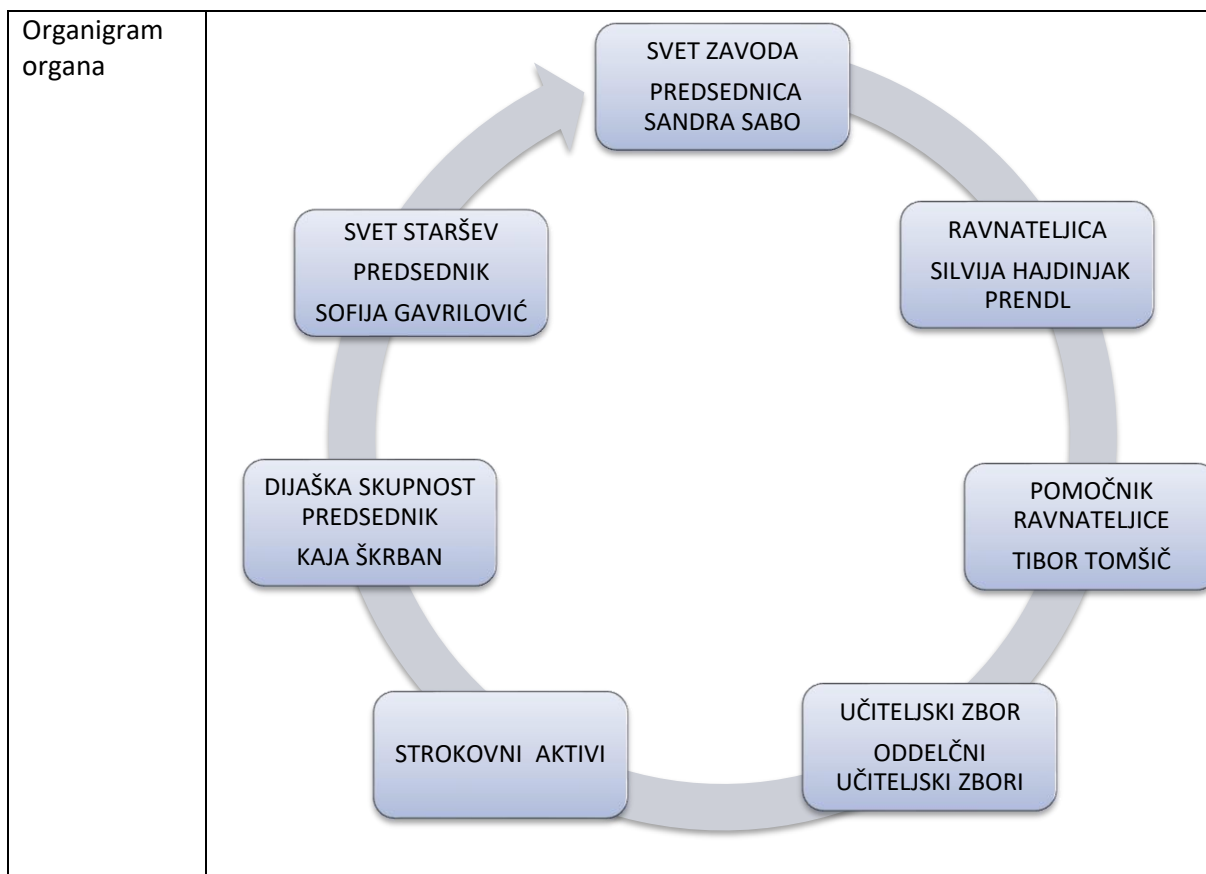 Organigram
organa
SVET ZAVODA
PREDSEDNICA
SANDRA SABO
RAVNATELJICA
SILVIJA HAJDINJAK
PRENDL
POMOČNIK
RAVNATELJICE
TIBOR TOMŠIČ
UČITELJSKI ZBOR
ODDELČNI
UČITELJSKI ZBORI
STROKOVNI AKTIVI
DIJAŠKA SKUPNOST
PREDSEDNIK
KAJA ŠKRBAN
SVET STARŠEV
PREDSEDNIK
SOFIJA GAVRILOVIĆ